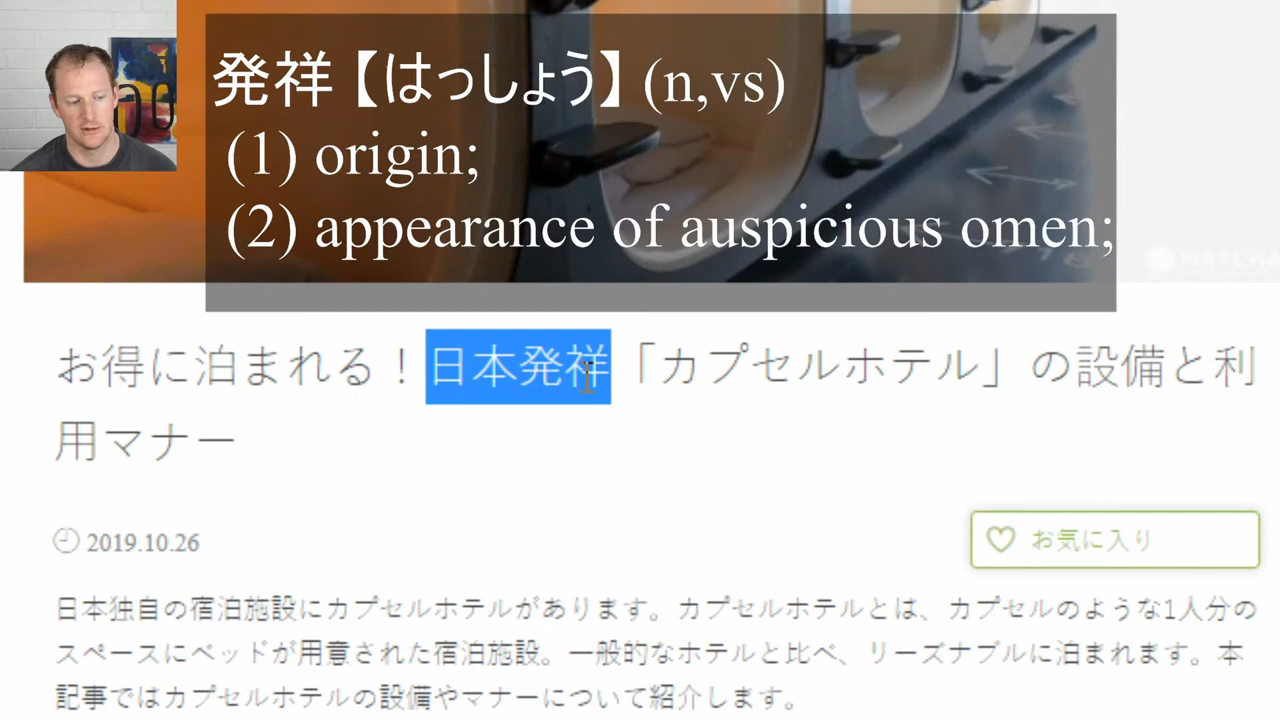 発祥【はっしょう】(n,vs)
(1) origin;
(2) appearance of auspicious omen;
MATCHA
お得に泊まれる！日本発祥「カプセルホテル」の設備と利
用マナー
2019.10.26
お気に入り
日本独自の宿泊施設にカプセルホテルがあります。カプセルホテルとは、カプセルのような1人分の
スペースにベッドが用意された宿泊施設。一般的なホテルと比べ、リーズナブルに泊まれます。本
記事ではカプセルホテルの設備やマナーについて紹介します。